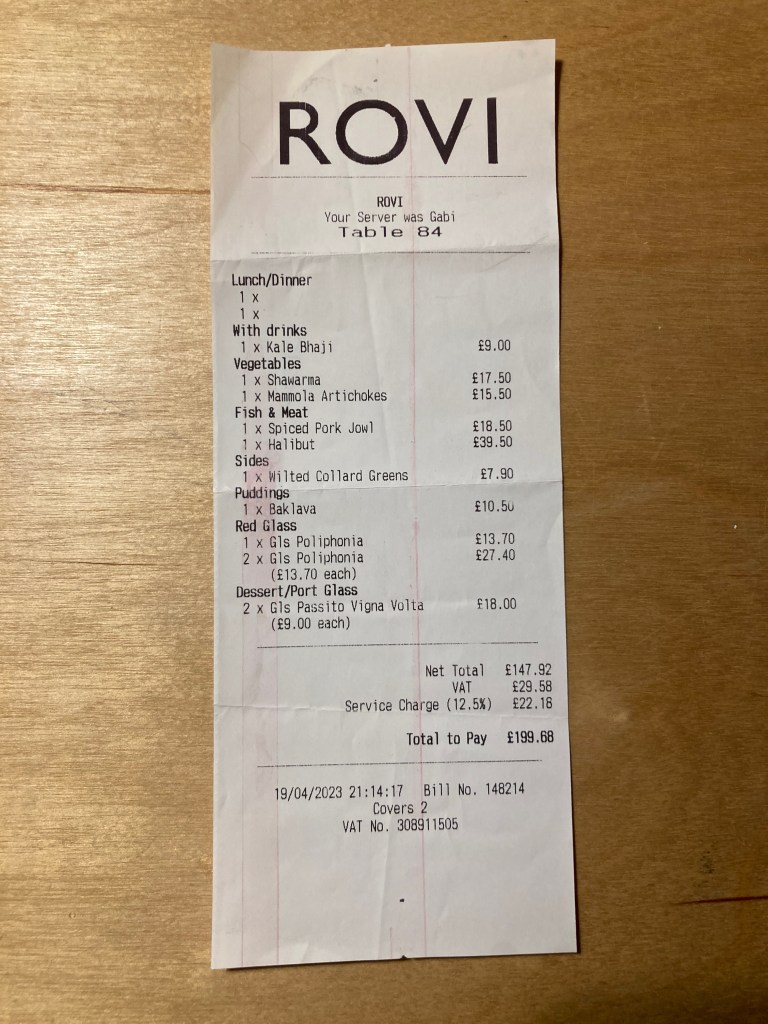 ROVI
ROVI
Your Server was Gabi
Table 84
Lunch/Dinner
1 x
1 x
With drinks
1 x Kale Bhaji £9.00
Vegetables
1 x Shawarma £17.50
1 x Mammola Artichokes £15.50
Fish & Meat
1 x Spiced Pork Jowl £18.50
1 x Halibut £39.50
Sides
1 x Wilted Collard Greens £7.90
Puddings
1 x Baklava £10.50
Red Glass
1 x Gls Poliphonia £13.70
2 x Gls Poliphonia £27.40
(£13.70 each)
Dessert/Port Glass
2 x Gls Passito Vigna Volta £18.00
(£9.00 each)
Net Total £147.92
VAT £29.58
Service Charge (12.5%) £22.18
Total to Pay £199.68
19/04/2023 21:14:17 Bill No. 148214
Covers 2
VAT No. 308911505